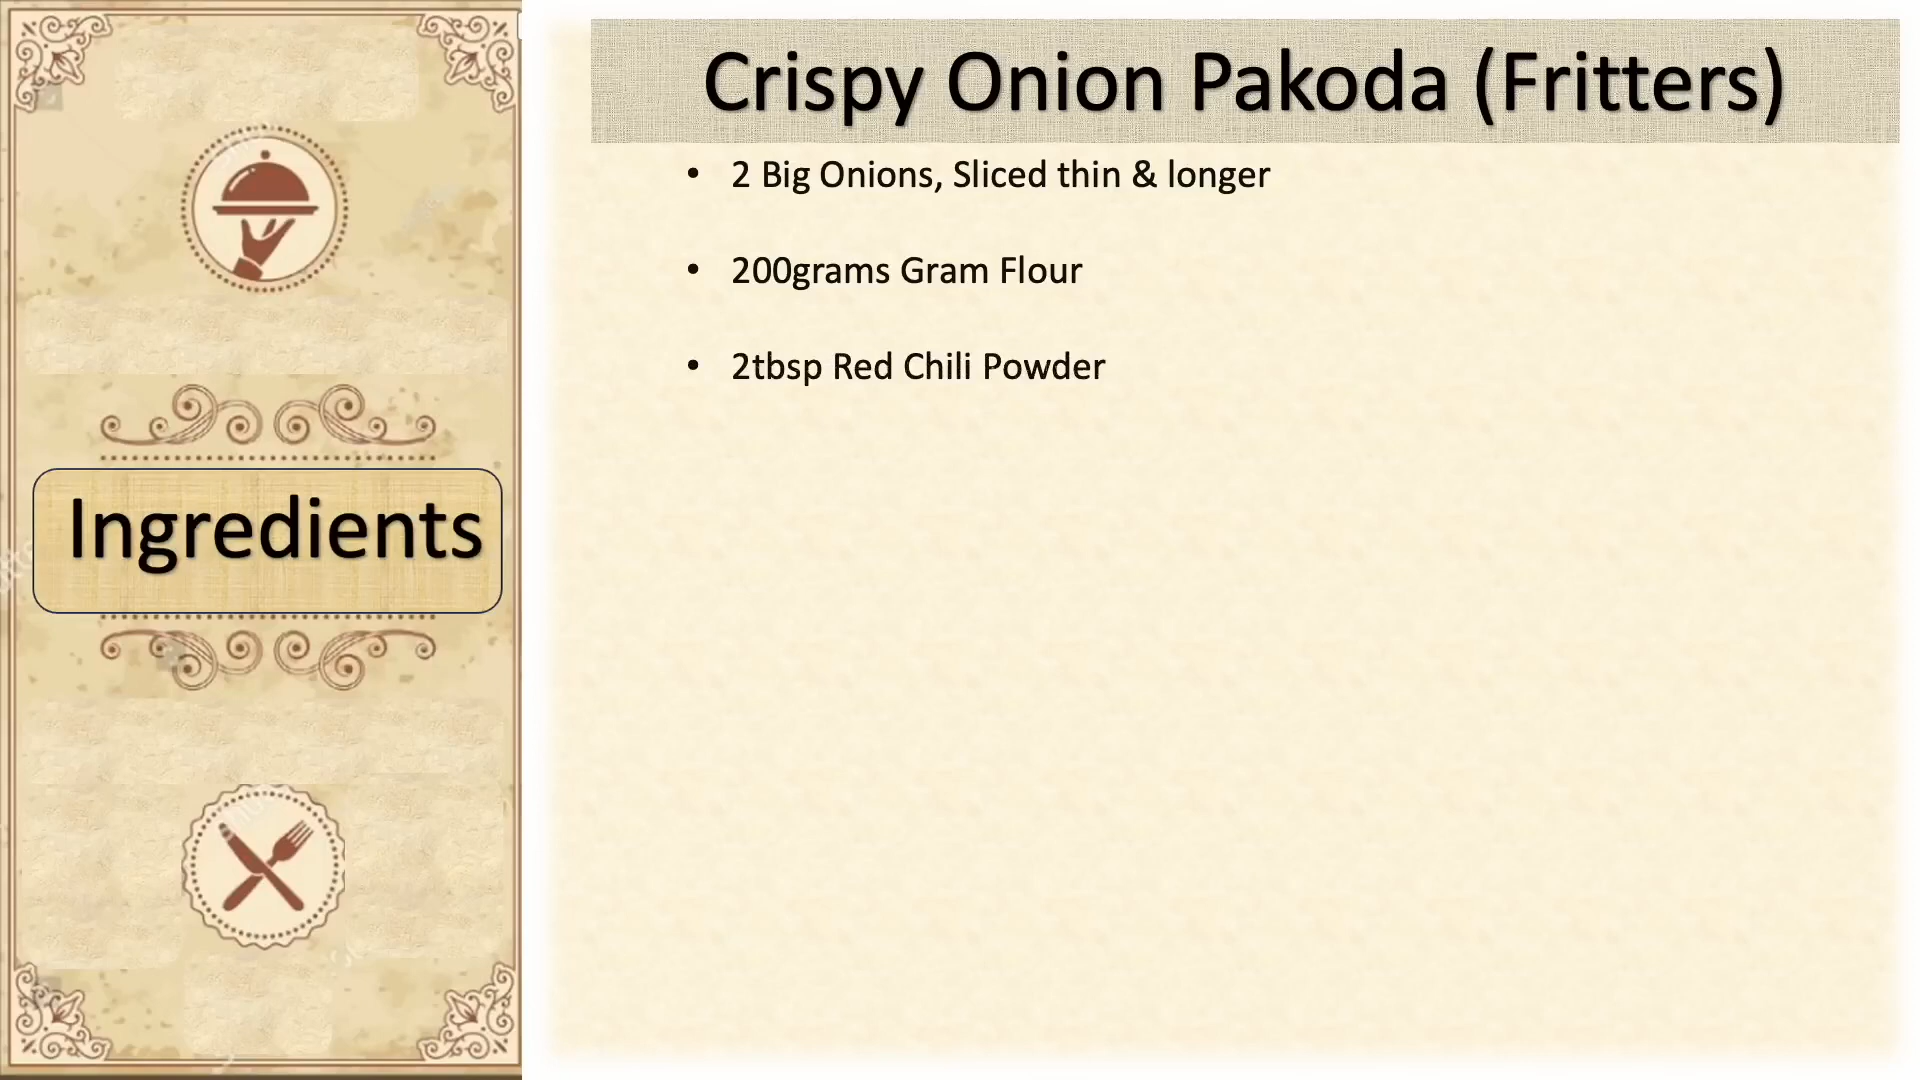 Crispy Onion Pakoda (Fritters)
• 2 Big Onions, Sliced thin & longer
• 200grams Gram Flour
• 2tbsp Red Chili Powder
Ingredients